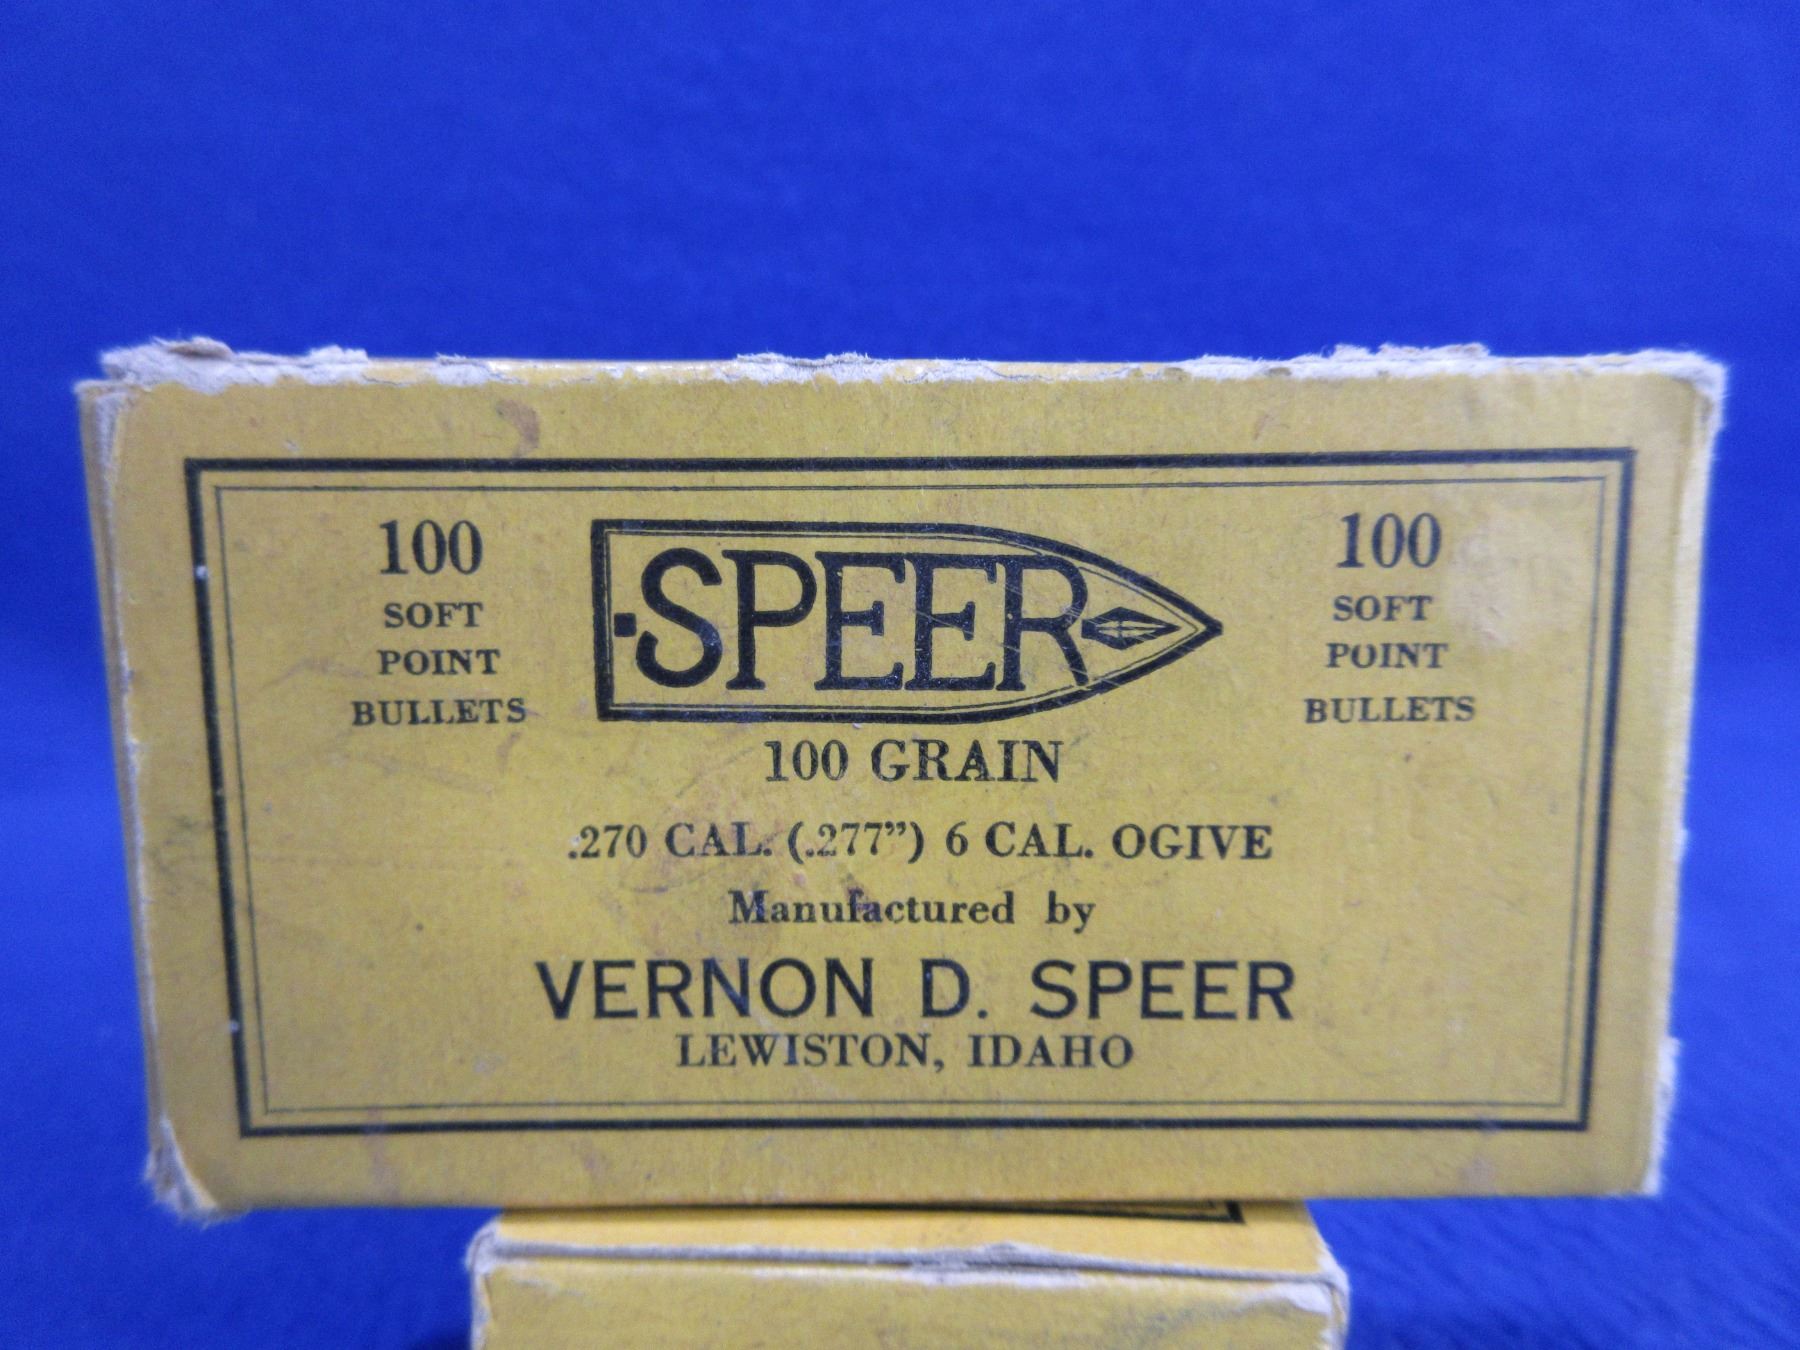 100
SOFT
POINT
BULLETS
SPEER
100
SOFT
POINT
BULLETS
100 GRAIN
.270 CAL. (.277”) 6 CAL. OGIVE
Manufactured by
VERNON D. SPEER
LEWISTON, IDAHO